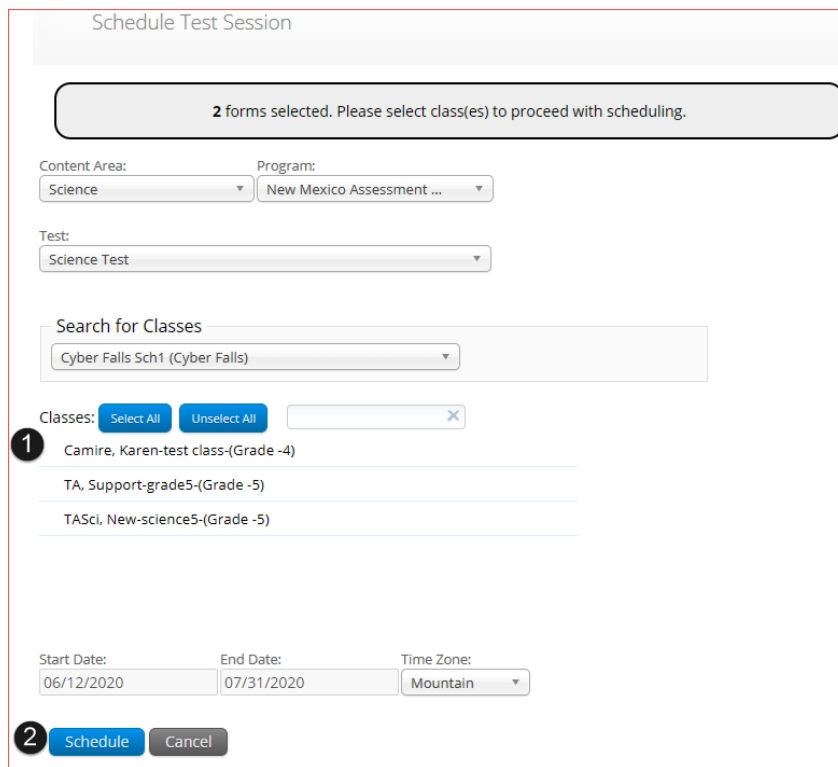 Schedule Test Session
2 forms selected. Please select class(es) to proceed with scheduling.
Content Area: Program:
Science New Mexico Assessment ...
Test:
Science Test
Search for Classes
Cyber Falls Sch1 (Cyber Falls)
Classes: Select All Unselect All
1
Camire, Karen-test class-(Grade -4)
TA, Support-grade5-(Grade -5)
TASci, New-science5-(Grade -5)
Start Date: End Date: Time Zone:
06/12/2020 07/31/2020 Mountain
2 Schedule Cancel